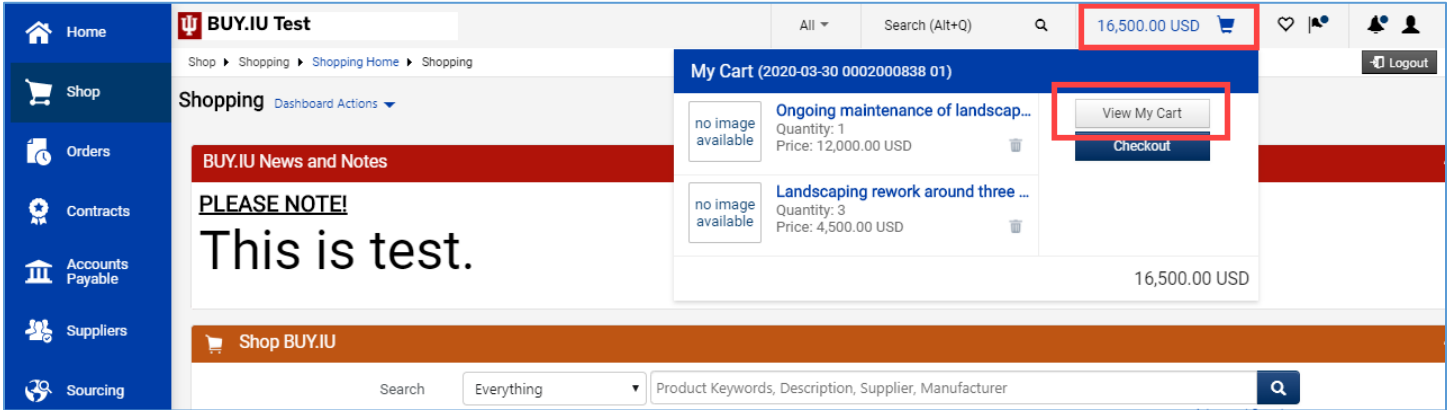 Home
Shop
Orders
Contracts
Accounts
Payable
Suppliers
Sourcing
BUY.IU Test
All
Search (Alt+Q)
16,500.00 USD
Shop Shopping Shopping Home Shopping
Logout
Shopping Dashboard Actions
My Cart (2020-03-30 0002000838 01)
no image
available
Ongoing maintenance of landscap...
Quantity: 1
Price: 12,000.00 USD
View My Cart
Checkout
no image
available
Landscaping rework around three ...
Quantity: 3
Price: 4,500.00 USD
16,500.00 USD
BUY.IU News and Notes
PLEASE NOTE!
This is test.
Shop BUY.IU
Search
Everything
Product Keywords, Description, Supplier, Manufacturer